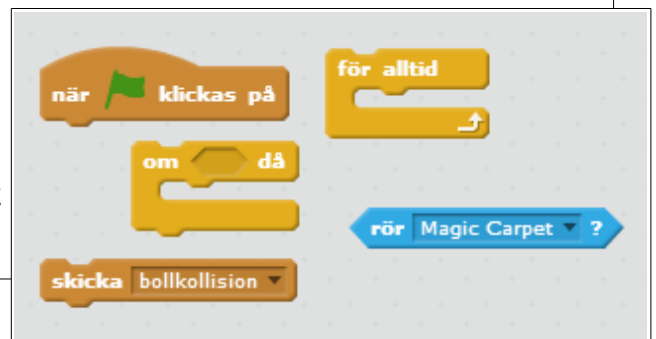 när klickas på
för alltid
om då
rör Magic Carpet ?
skicka bollkollision